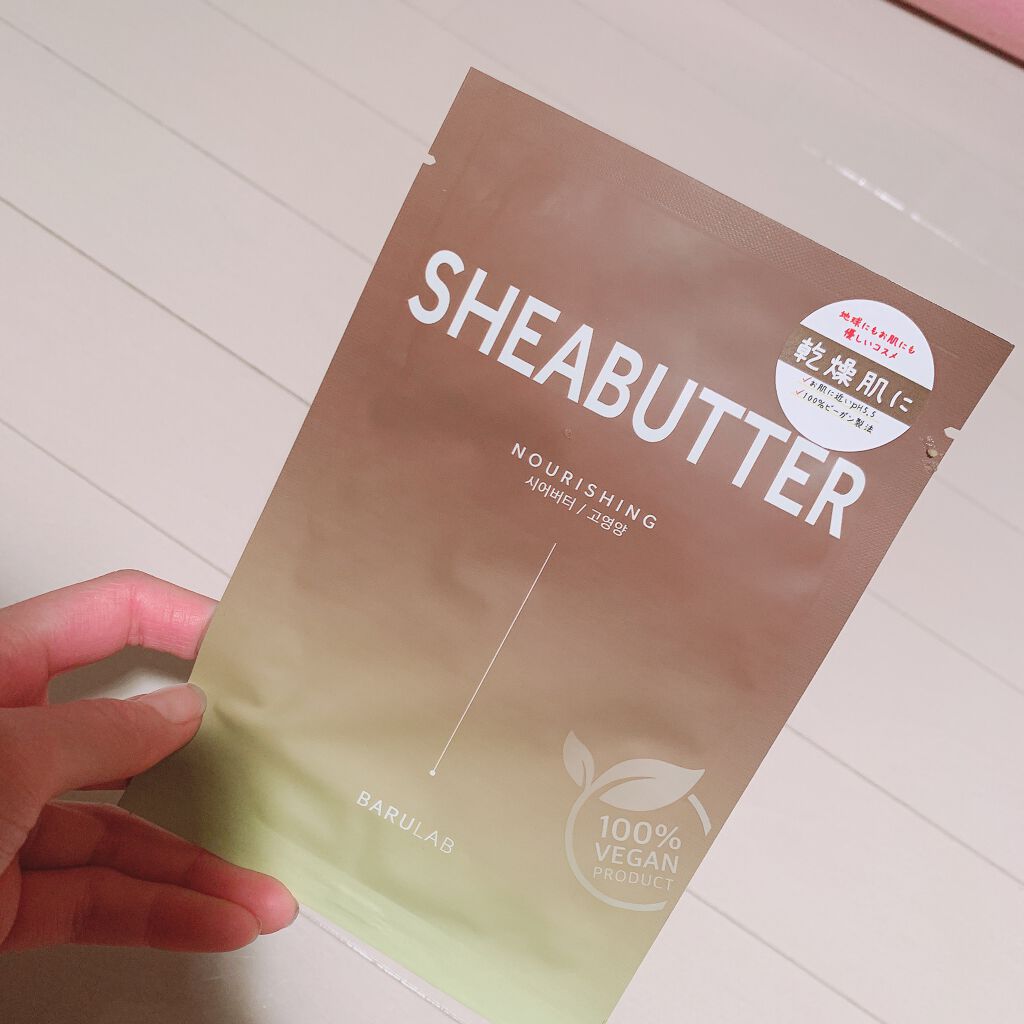 SHEABUTTER
地球にもお肌にも
優しいコスメ
乾燥肌に
✓お肌に近いpH5.5
✓100%ビーガン製法
NOURISHING
시어버터 / 고영양
BARULAB
100%
VEGAN
PRODUCT